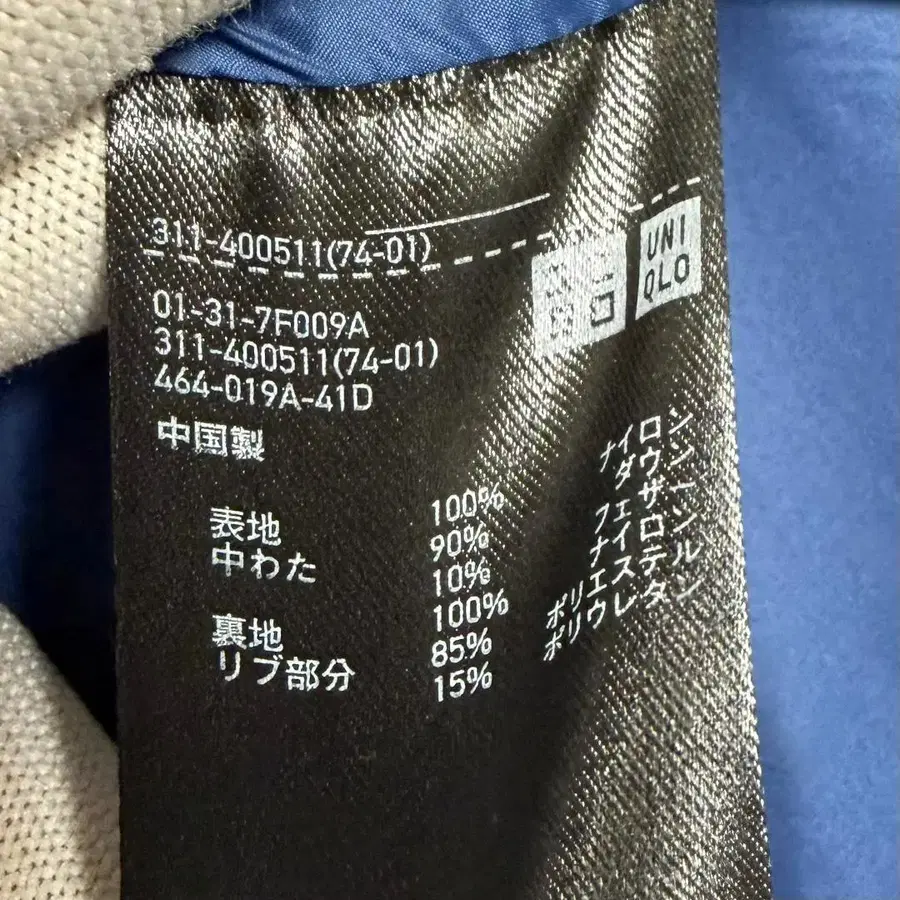 311-400511(74-01)
UNI
QLO
01-31-7F009A
311-400511(74-01)
464-019A-41D
中国製
表地 100% ナイロン
中わた 90% ダウン
10% フェザー
裏地 100% ナイロン
リブ部分 85% ポリエステル
15% ポリウレタン